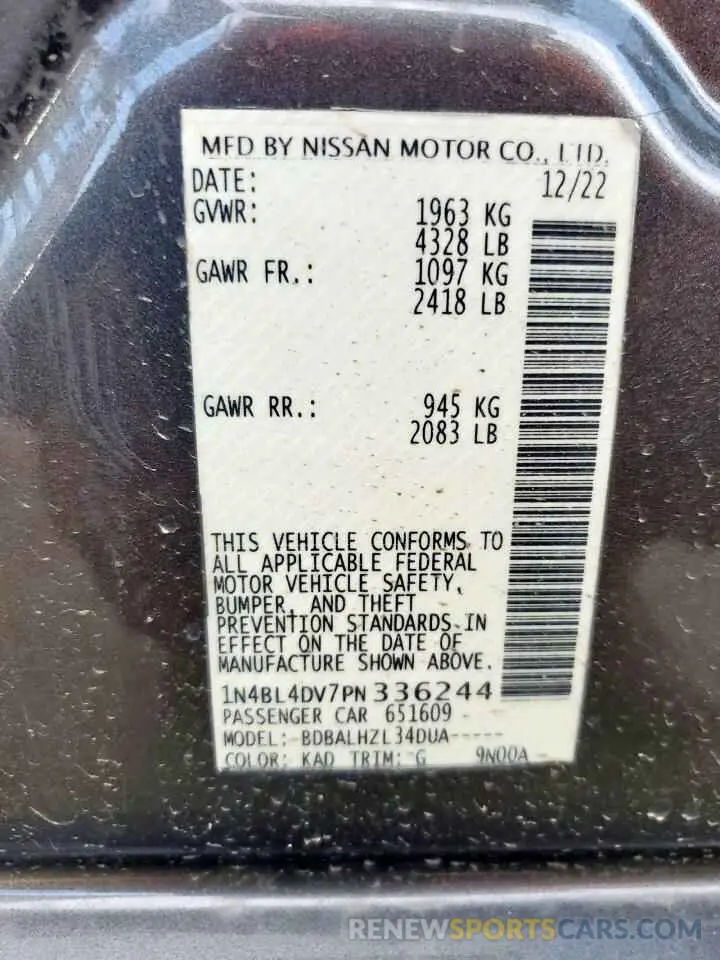 MFD BY NISSAN MOTOR CO., LTD.
DATE: 12/22
GVWR: 1963 KG
4328 LB
GAWR FR.: 1097 KG
2418 LB
GAWR RR.: 945 KG
2083 LB
THIS VEHICLE CONFORMS TO
ALL APPLICABLE FEDERAL
MOTOR VEHICLE SAFETY,
BUMPER, AND THEFT
PREVENTION STANDARDS IN
EFFECT ON THE DATE OF
MANUFACTURE SHOWN ABOVE.
1N4BL4DV7PN336244
PASSENGER CAR 651609
MODEL:-BDBALHZL34DUA-----
COLOR: KAD TRIM: G 9N00A
RENEWSPORTSCARS.COM